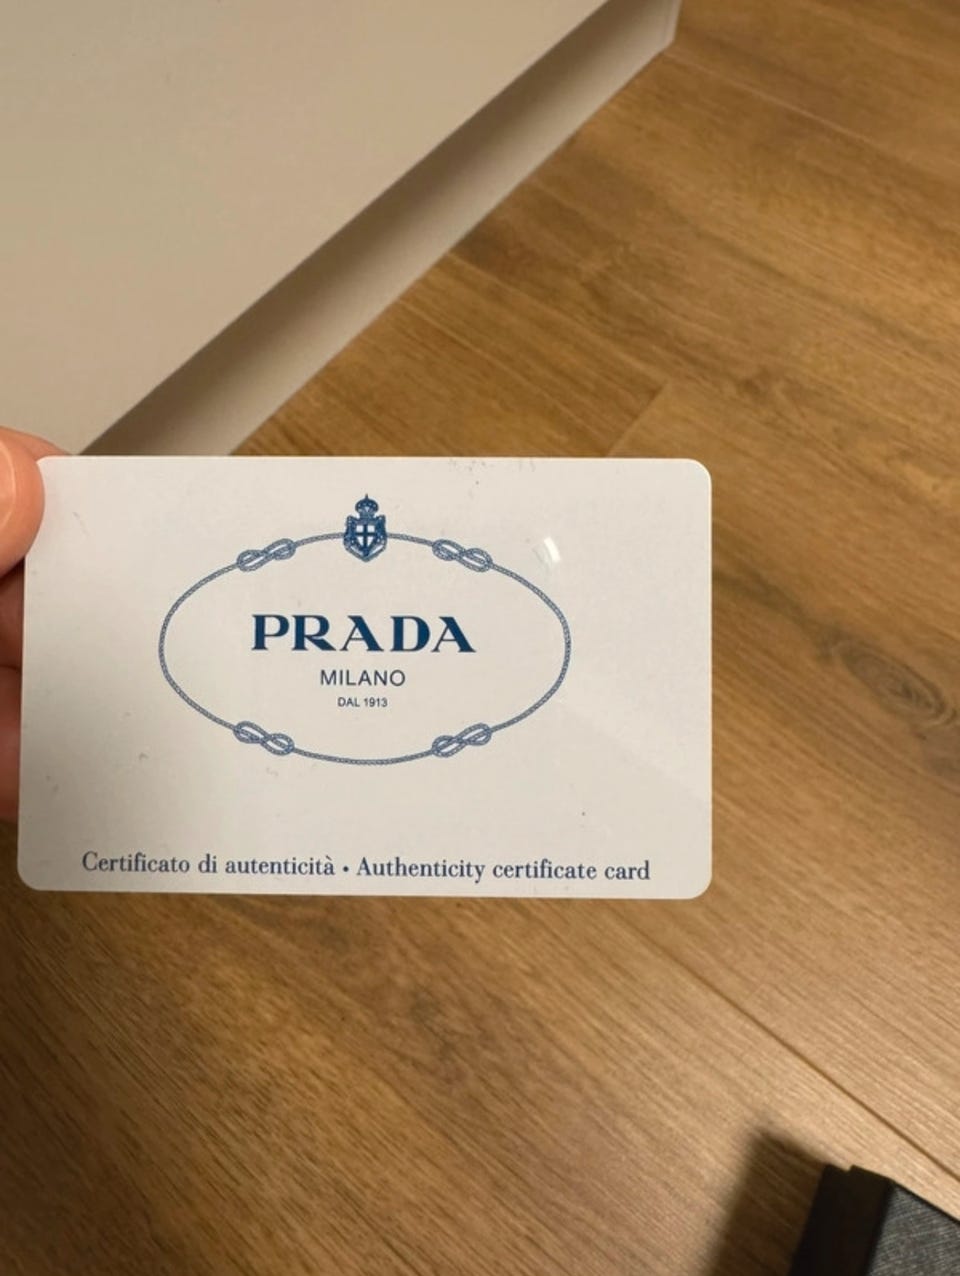 PRADA
MILANO
DAL 1913
Certificato di autenticità • Authenticity certificate card